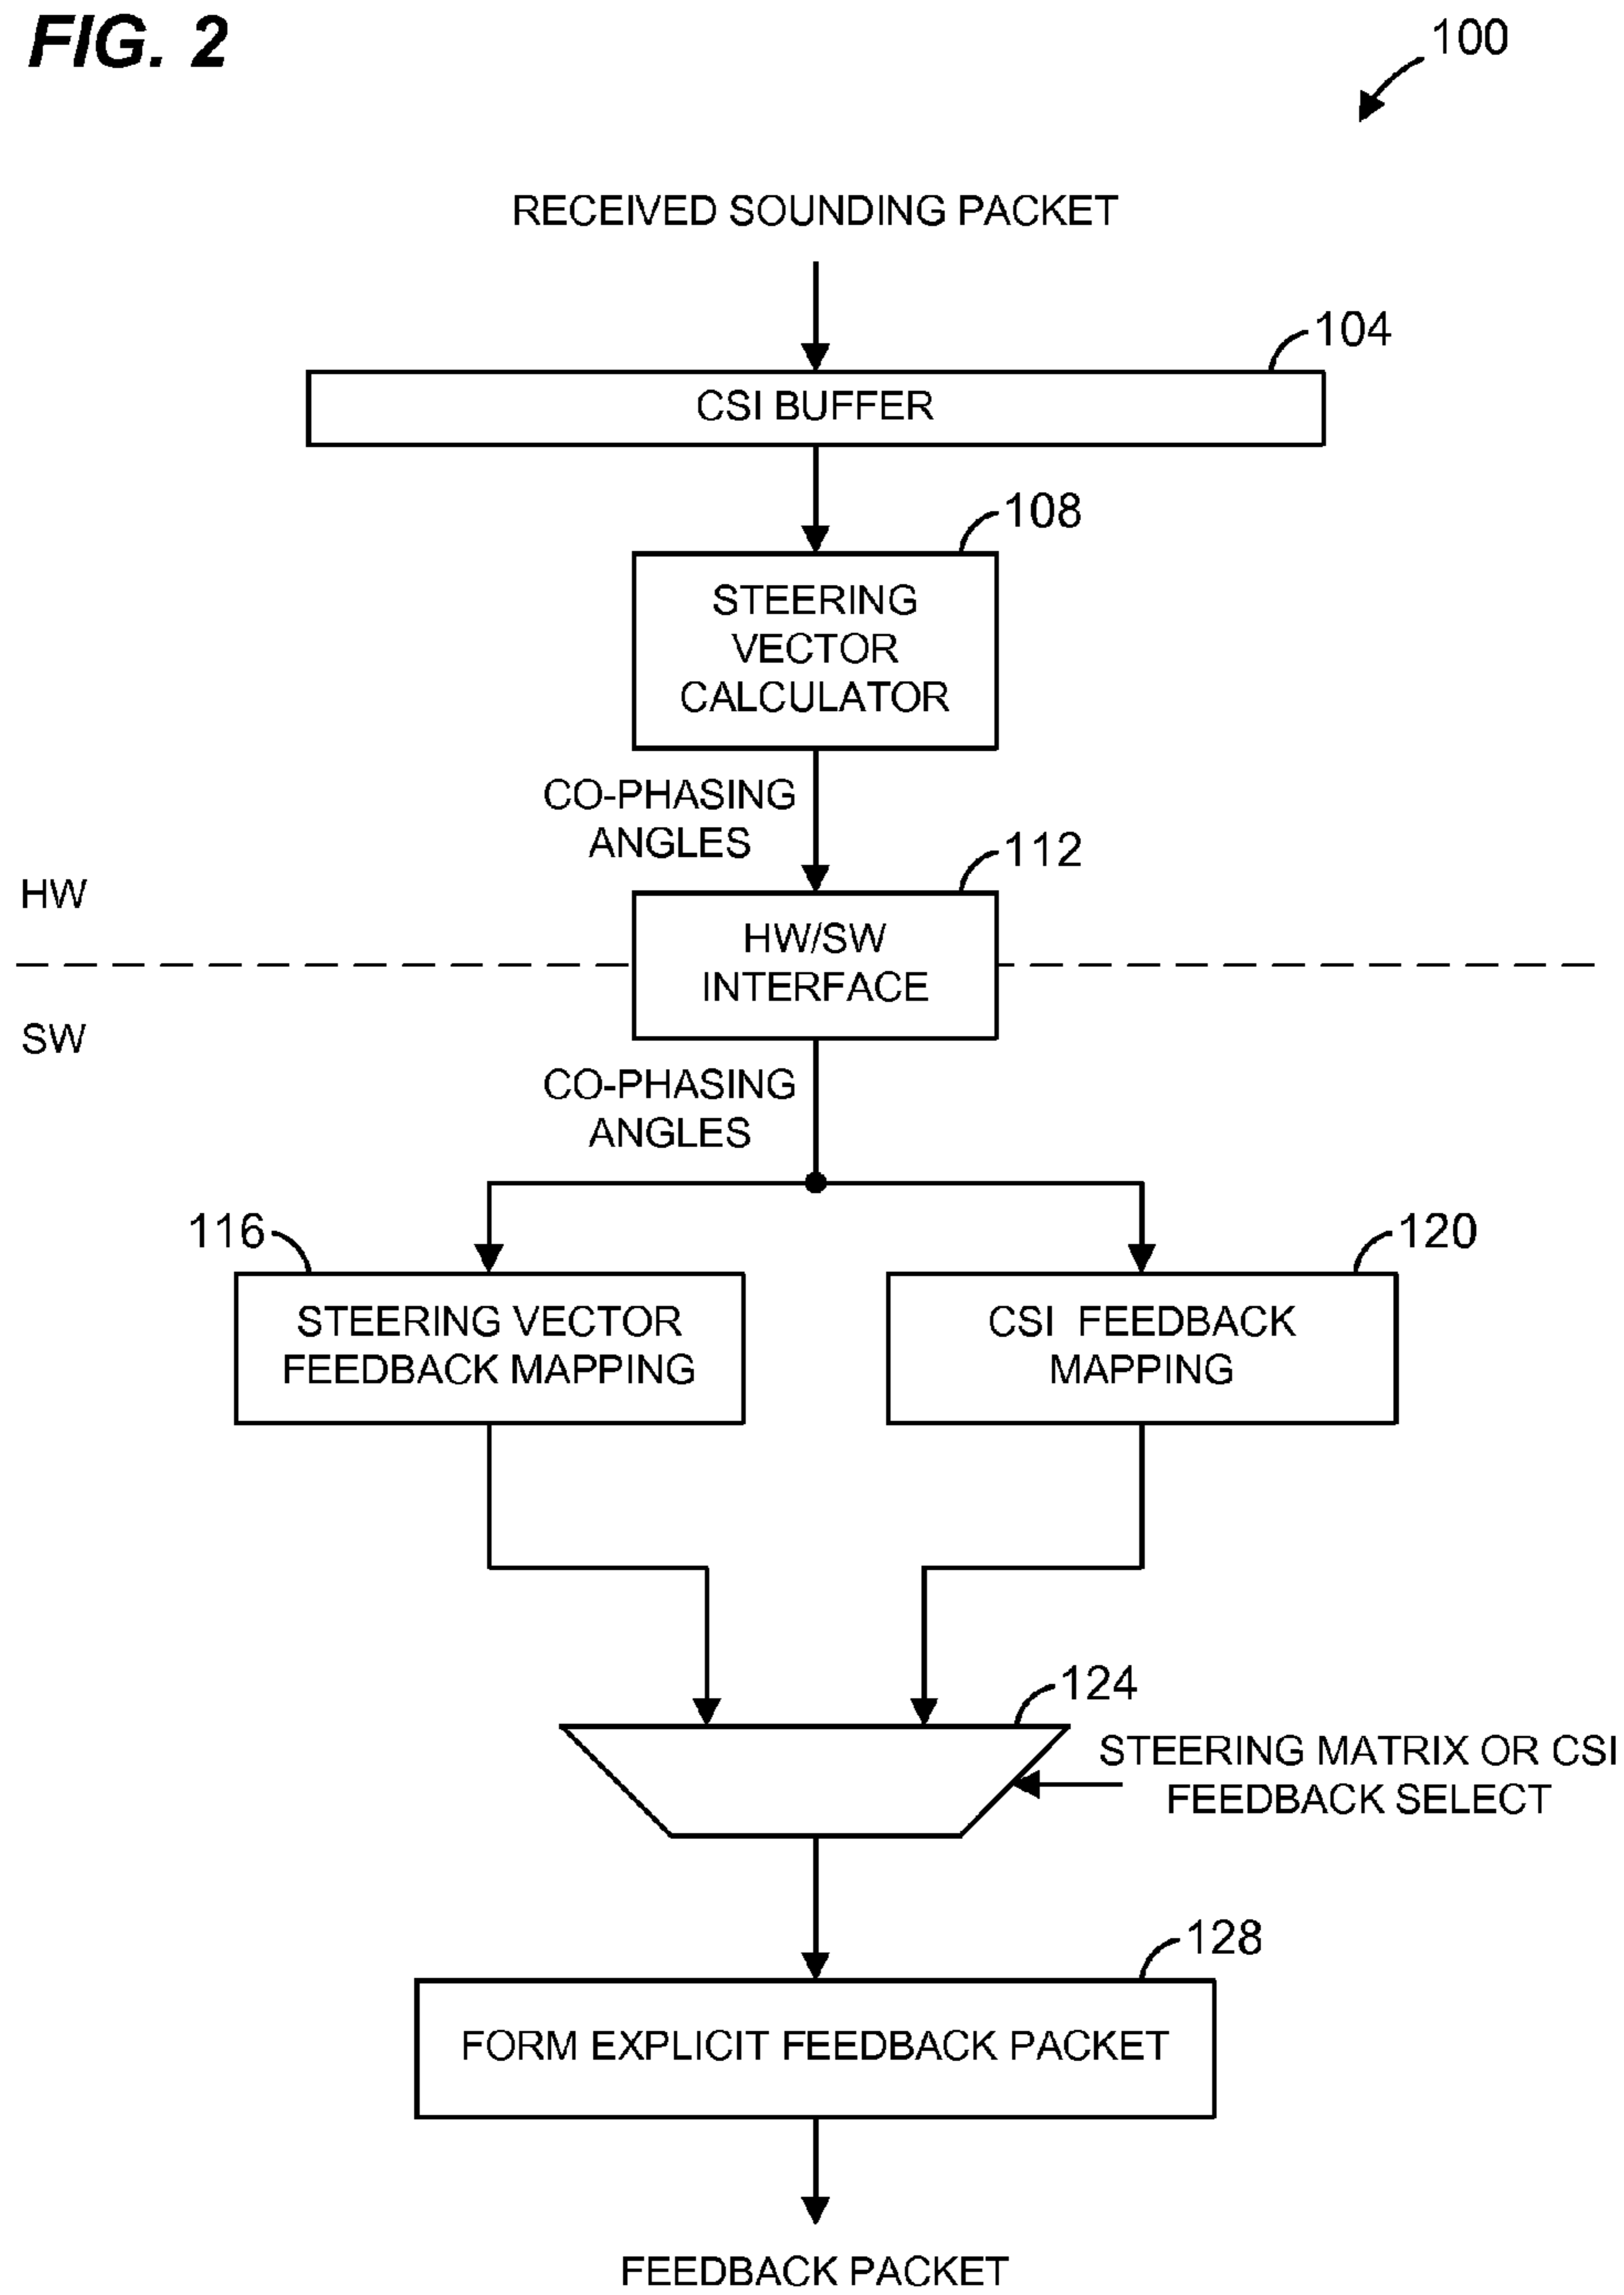 FIG. 2
100
RECEIVED SOUNDING PACKET
104
CSI BUFFER
108
STEERING
VECTOR
CALCULATOR
CO-PHASING
ANGLES
112
HW
HW/SW
INTERFACE
SW
CO-PHASING
ANGLES
116
120
STEERING VECTOR
FEEDBACK MAPPING
CSI FEEDBACK
MAPPING
124
STEERING MATRIX OR CSI
FEEDBACK SELECT
128
FORM EXPLICIT FEEDBACK PACKET
FEEDBACK PACKET